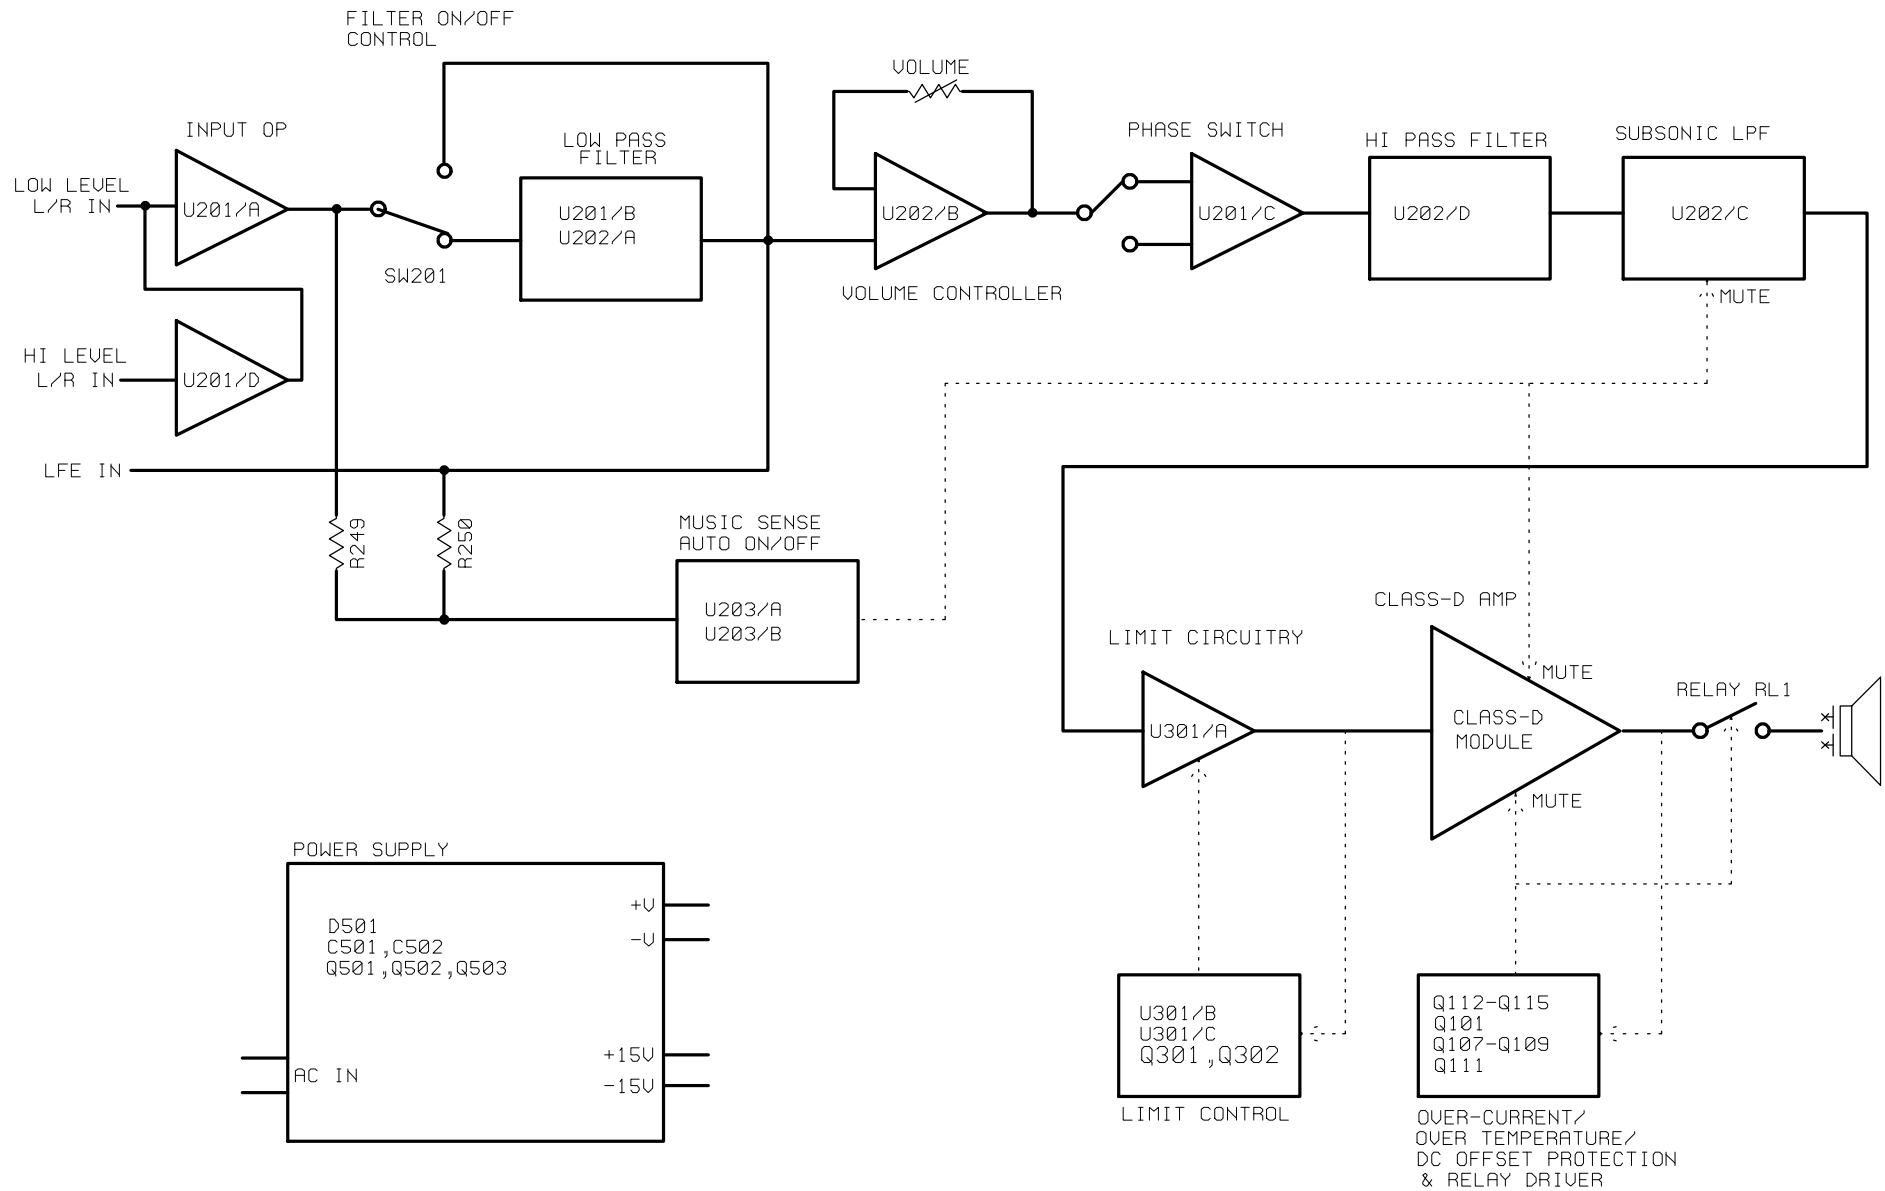 FILTER ON/OFF
CONTROL
VOLUME
INPUT OP
LOW PASS
FILTER
PHASE SWITCH
HI PASS FILTER
SUBSONIC LPF
LOW LEVEL
L/R IN
U201/A
U201/B
U202/A
U202/B
U201/C
U202/D
U202/C
SW201
VOLUME CONTROLLER
MUTE
HI LEVEL
L/R IN
U201/D
LFE IN
R249
R250
MUSIC SENSE
AUTO ON/OFF
U203/A
U203/B
CLASS-D AMP
LIMIT CIRCUITRY
MUTE
RELAY RL1
U301/A
CLASS-D
MODULE
MUTE
POWER SUPPLY
+V
-V
D501
C501,C502
Q501,Q502,Q503
+15V
-15V
AC IN
U301/B
U301/C
Q301,Q302
LIMIT CONTROL
Q112-Q115
Q101
Q107-Q109
Q111
OVER-CURRENT/
OVER TEMPERATURE/
DC OFFSET PROTECTION
& RELAY DRIVER